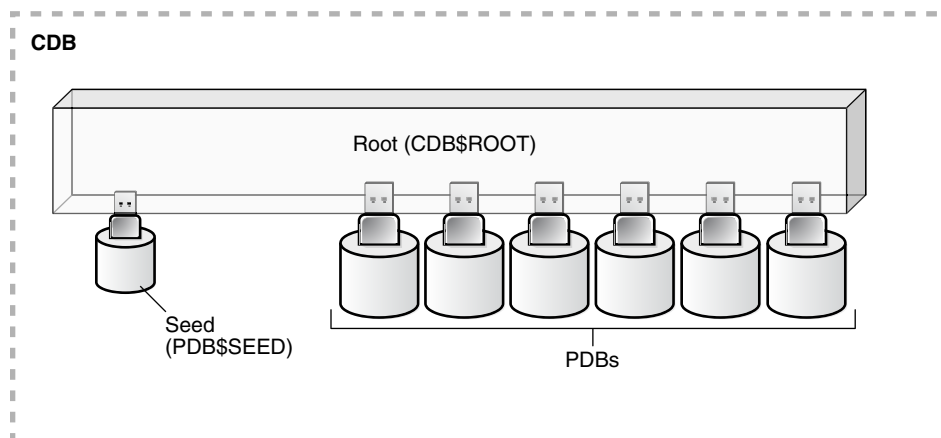 CDB
Root (CDB$ROOT)
Seed
(PDB$SEED)
PDBs